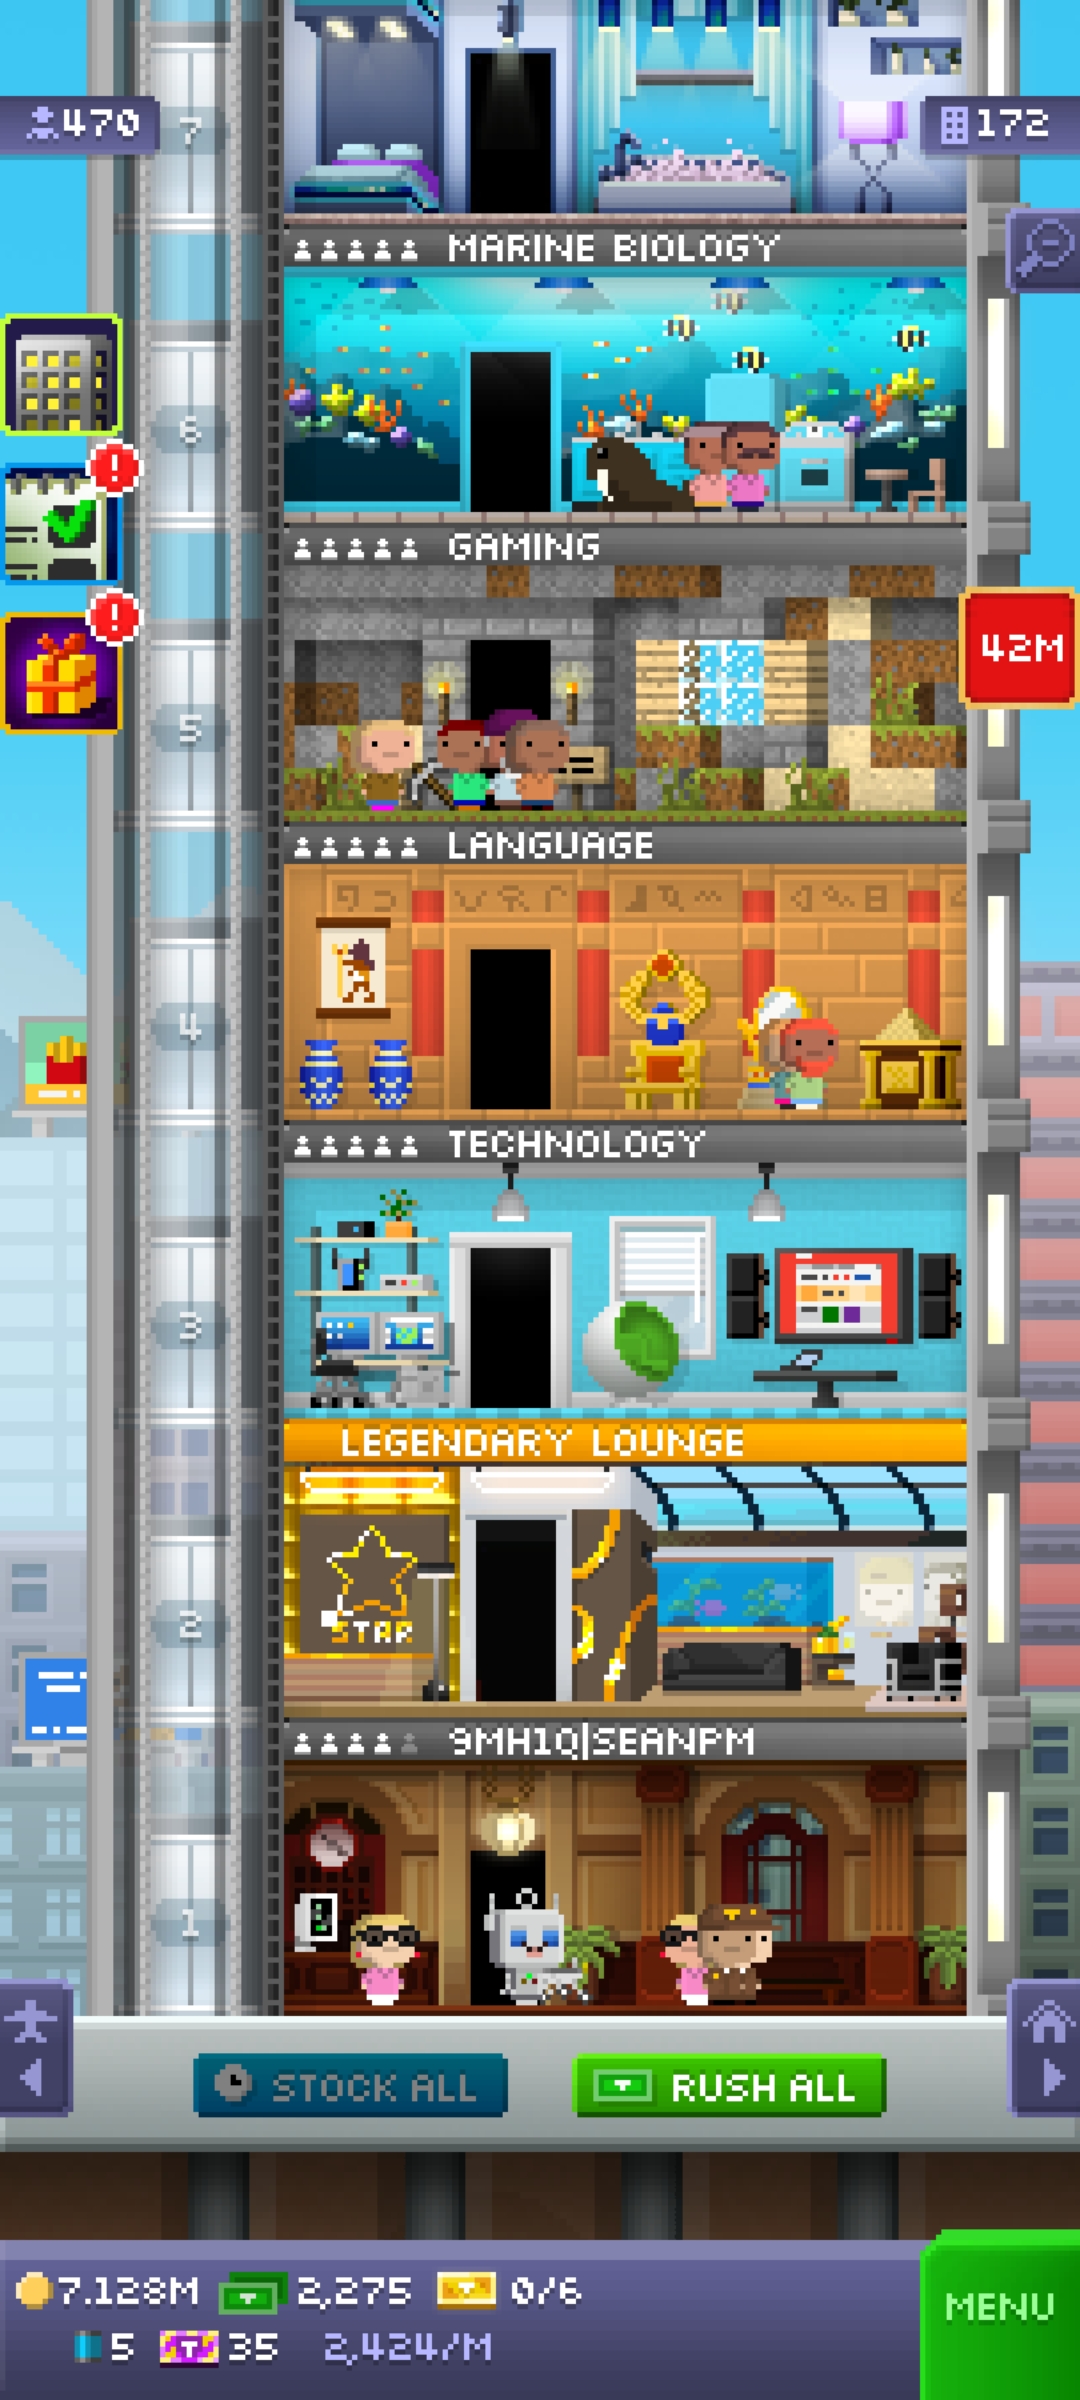 470
7
172
MARINE BIOLOGY
6
GAMING
42M
5
LANGUAGE
4
TECHNOLOGY
3
LEGENDARY LOUNGE
STAR
2
9MH1Q|SEANPM
1
STOCK ALL
RUSH ALL
7.128M
2,275
0/6
MENU
5
35
2,424/M